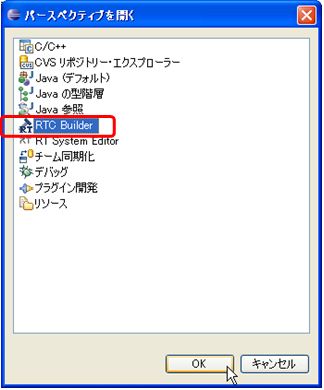 パースペクティブを開く
C/C++
CVS リポジトリー・エクスプローラー
Java (デフォルト)
Java の型階層
Java 参照
RTC Builder
RT System Editor
チーム同期化
デバッグ
プラグイン開発
リソース
OK
キャンセル